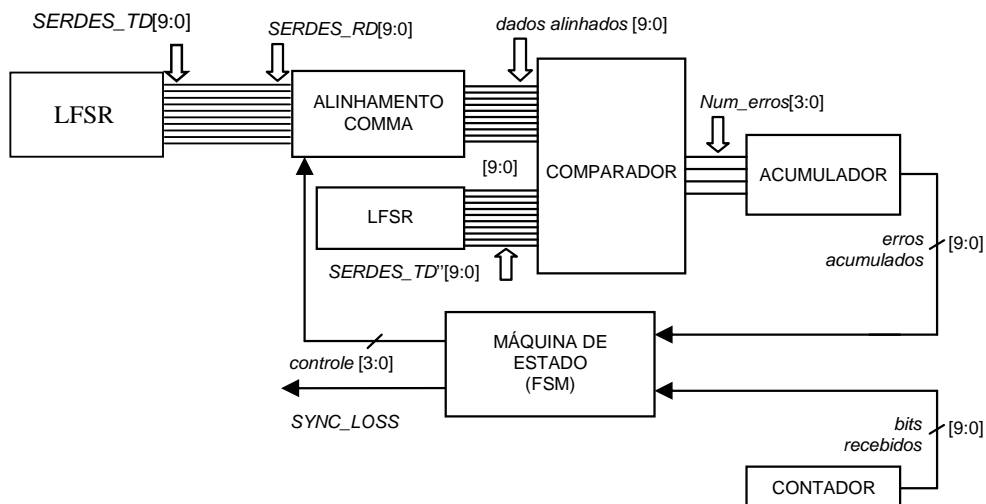 SERDES_TD[9:0]
SERDES_RD[9:0]
dados alinhados [9:0]
LFSR
ALINHAMENTO
COMMA
Num_erros[3:0]
[9:0]
COMPARADOR
ACUMULADOR
LFSR
SERDES_TD"[9:0]
erros
acumulados
[9:0]
MÁQUINA DE
ESTADO
(FSM)
controle [3:0]
SYNC_LOSS
bits
recebidos
[9:0]
CONTADOR